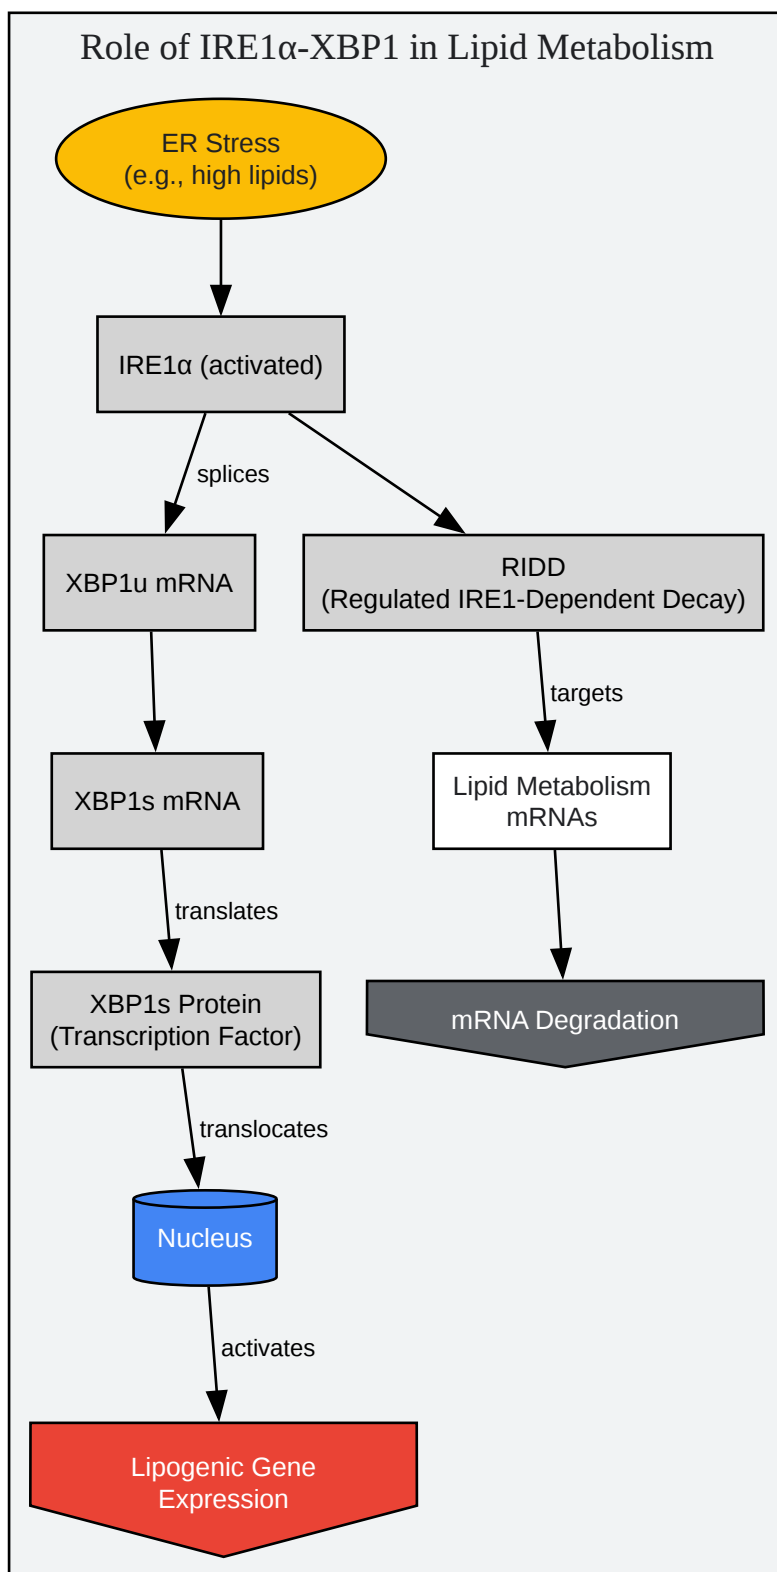 Role of IRE1α-XBP1 in Lipid Metabolism
ER Stress
(e.g., high lipids)
IRE1α (activated)
splices
XBP1u mRNA
RIDD
(Regulated IRE1-Dependent Decay)
targets
XBP1s mRNA
Lipid Metabolism
mRNAs
translates
XBP1s Protein
(Transcription Factor)
mRNA Degradation
translocates
Nucleus
activates
Lipogenic Gene
Expression